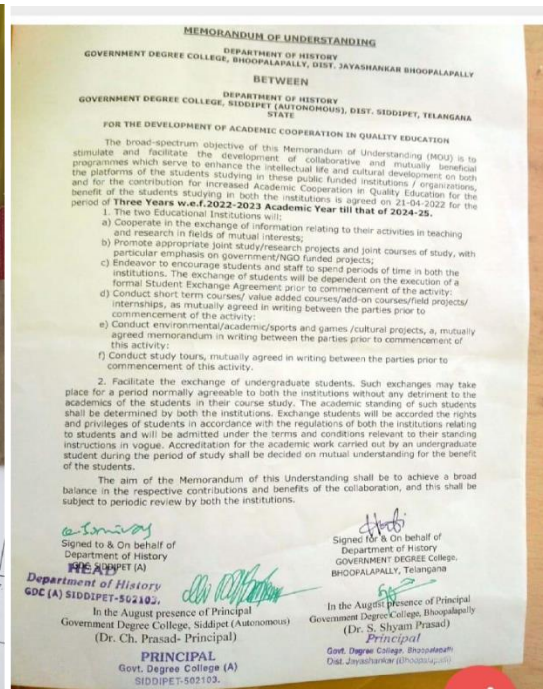 MEMORANDUM OF UNDERSTANDING
DEPARTMENT OF HISTORY
GOVERNMENT DEGREE COLLEGE, BHOOPALAPALLY, DIST. JAYASHANKAR BHOOPALAPALLY
BETWEEN
DEPARTMENT OF HISTORY
GOVERNMENT DEGREE COLLEGE, SIDDIPET (AUTONOMOUS), DIST. SIDDIPET, TELANGANA
STATE
FOR THE DEVELOPMENT OF ACADEMIC COOPERATION IN QUALITY EDUCATION
The broad-spectrum objective of this Memorandum of Understanding (MOU) is to
stimulate and facilitate the development of collaborative and mutually beneficial
programmes which serve to enhance the intellectual life and cultural development on both
the platforms of the students studying in these public funded institutions / organizations,
and for the contribution for increased Academic Cooperation in Quality Education for the
benefit of the students studying in both the institutions is agreed on 21-04-2022 for the
period of Three Years w.e.f.2022-2023 Academic Year till that of 2024-25.
1. The two Educational Institutions will:
a) Cooperate in the exchange of information relating to their activities in teaching
and research in fields of mutual interests;
b) Promote appropriate joint study/research projects and joint courses of study, with
particular emphasis on government/NGO funded projects;
c) Endeavor to encourage students and staff to spend periods of time in both the
institutions. The exchange of students will be dependent on the execution of a
formal Student Exchange Agreement prior to commencement of the activity:
d) Conduct short term courses/ value added courses/add-on courses/field projects/
internships, as mutually agreed in writing between the parties prior to
commencement of the activity:
e) Conduct environmental/academic/sports and games /cultural projects, a, mutually
agreed memorandum in writing between the parties prior to commencement of
this activity:
f) Conduct study tours, mutually agreed in writing between the parties prior to
commencement of this activity.
2. Facilitate the exchange of undergraduate students. Such exchanges may take
place for a period normally agreeable to both the institutions without any detriment to the
academics of the students in their course study. The academic standing of such students
shall be determined by both the institutions. Exchange students will be accorded the rights
and privileges of students in accordance with the regulations of both the institutions relating
to students and will be admitted under the terms and conditions relevant to their standing
instructions in vogue. Accreditation for the academic work carried out by an undergraduate
student during the period of study shall be decided on mutual understanding for the benefit
of the students.
The aim of the Memorandum of this Understanding shall be to achieve a broad
balance in the respective contributions and benefits of the collaboration, and this shall be
subject to periodic review by both the institutions.
Signed to & On behalf of
Department of History
GDC, SIDDIPET (A)
HEAD
Department of History
GDC (A) SIDDIPET-502103.
In the August presence of Principal
Government Degree College, Siddipet (Autonomous)
(Dr. Ch. Prasad- Principal)
PRINCIPAL
Govt. Degree College (A)
SIDDIPET-502103.
Signed for & On behalf of
Department of History
GOVERNMENT DEGREE College,
BHOOPALAPALLY, Telangana
In the August presence of Principal
Government Degree College, Bhoopalapally
(Dr. S. Shyam Prasad)
Principal
Govt. Degree College, Bhoopalapalli
Dist. Jayashankar (Bhoopalapalli)